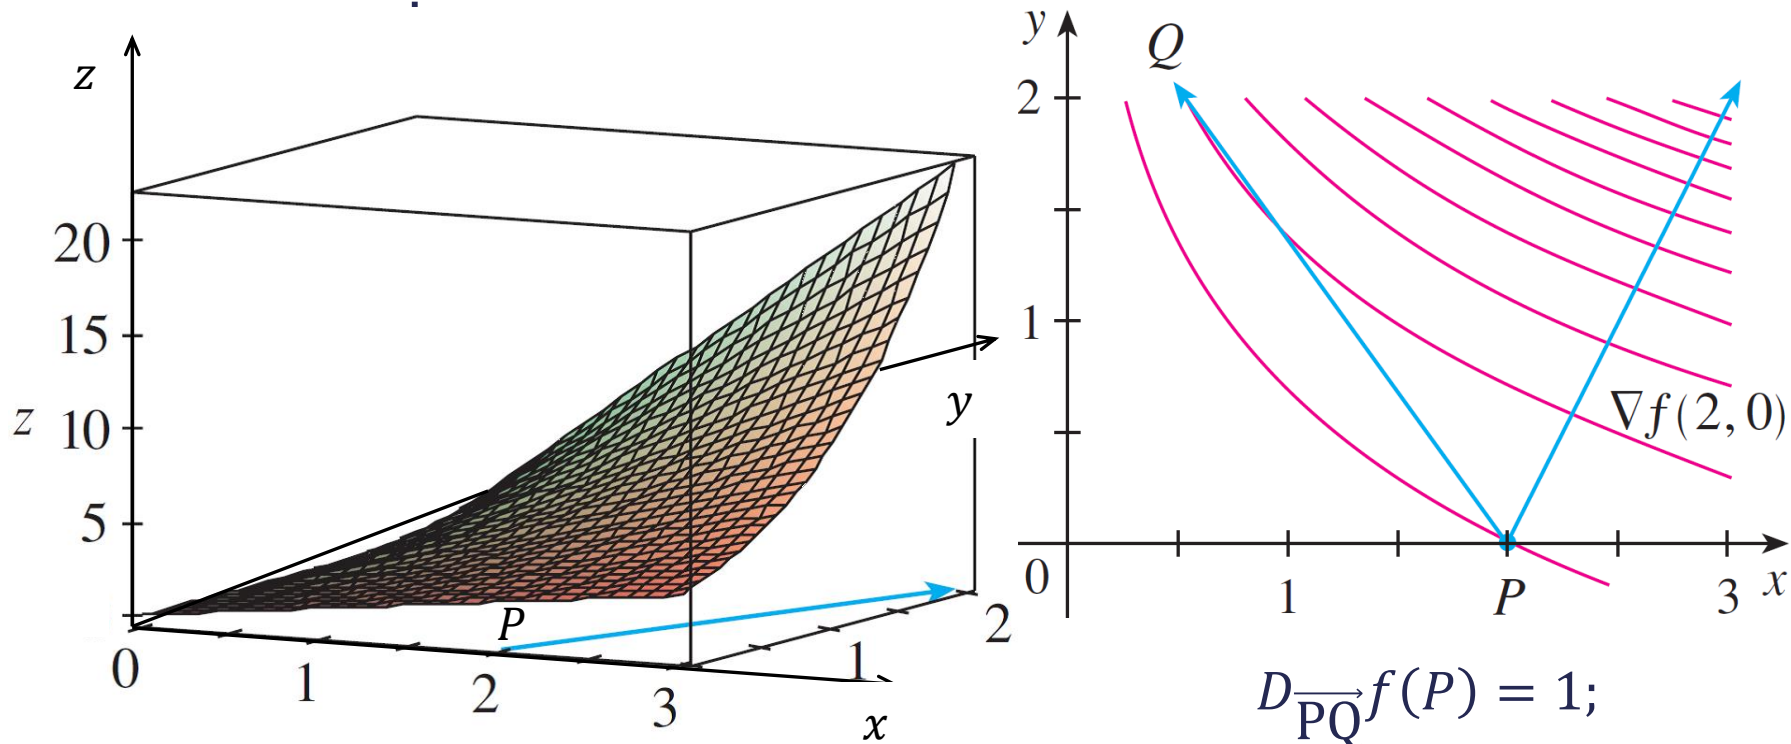 z
20
15
z 10
5
0
1
2
3
x
P
1
2
y
y
Q
2
1
∇f(2, 0)
0
1
P
3
x
D_{\overrightarrow{PQ}}f(P) = 1;